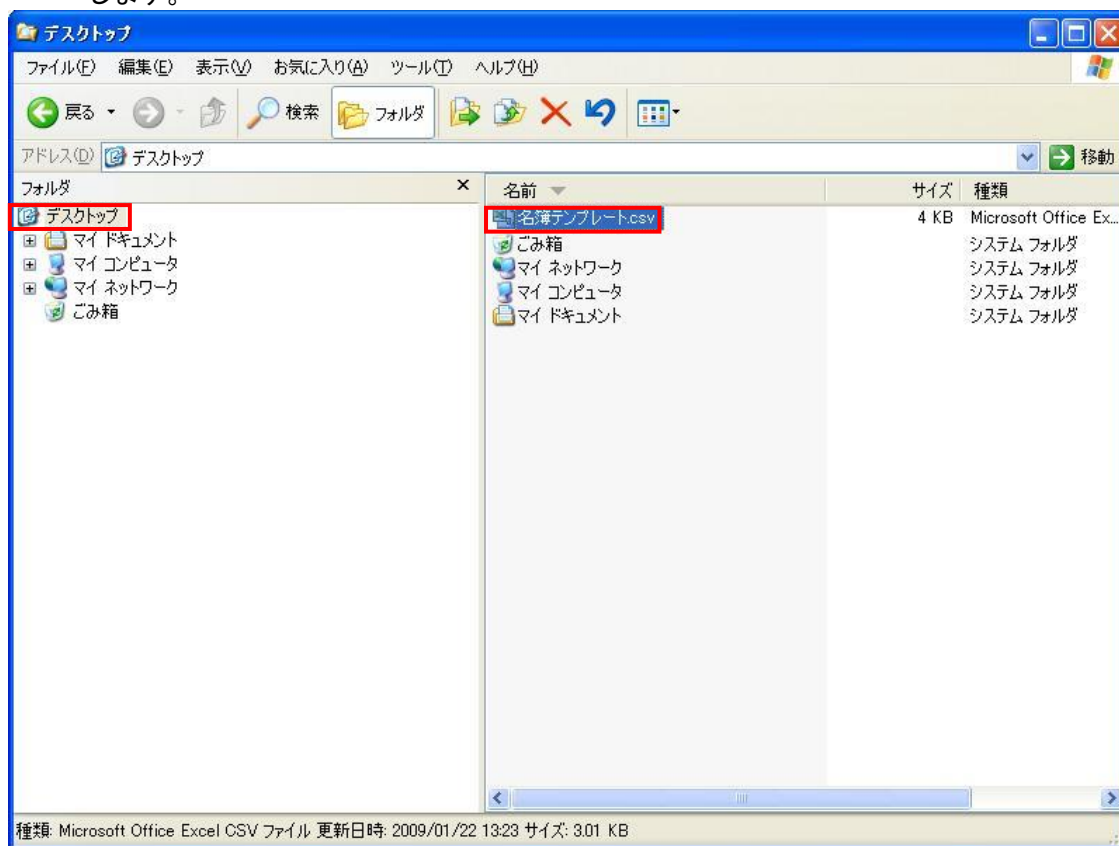 します。
デスクトップ
ファイル(F) 編集(E) 表示(V) お気に入り(A) ツール(T) ヘルプ(H)
戻る 検索 フォルダ
アドレス(D) デスクトップ 移動
フォルダ × 名前 サイズ 種類
デスクトップ 名簿テンプレート.csv 4 KB Microsoft Office Ex...
マイ ドキュメント ごみ箱 システム フォルダ
マイ コンピュータ マイ ネットワーク システム フォルダ
マイ ネットワーク マイ コンピュータ システム フォルダ
ごみ箱 マイ ドキュメント システム フォルダ
種類: Microsoft Office Excel CSV ファイル 更新日時: 2009/01/22 13:23 サイズ: 3.01 KB